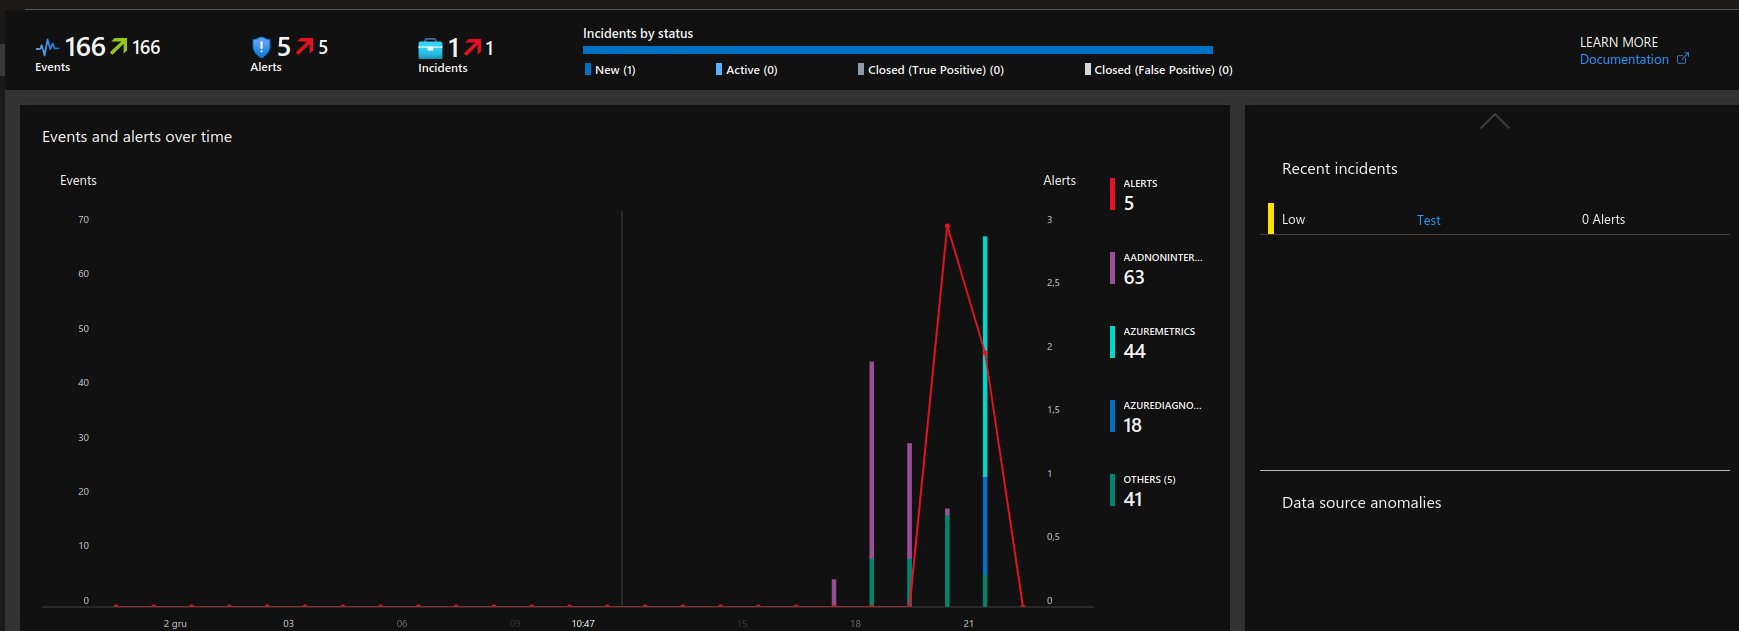 166 166
Events
5 5
Alerts
1 1
Incidents
Incidents by status
New (1)
Active (0)
Closed (True Positive) (0)
Closed (False Positive) (0)
LEARN MORE
Documentation
Events and alerts over time
Events
70
60
50
40
30
20
10
0
2 gru
03
06
09
10:47
15
18
21
Alerts
3
2,5
2
1,5
1
0,5
0
ALERTS
5
AADNONINTER...
63
AZUREMETRICS
44
AZUREDIAGNO...
18
OTHERS (5)
41
Recent incidents
Low Test 0 Alerts
Data source anomalies